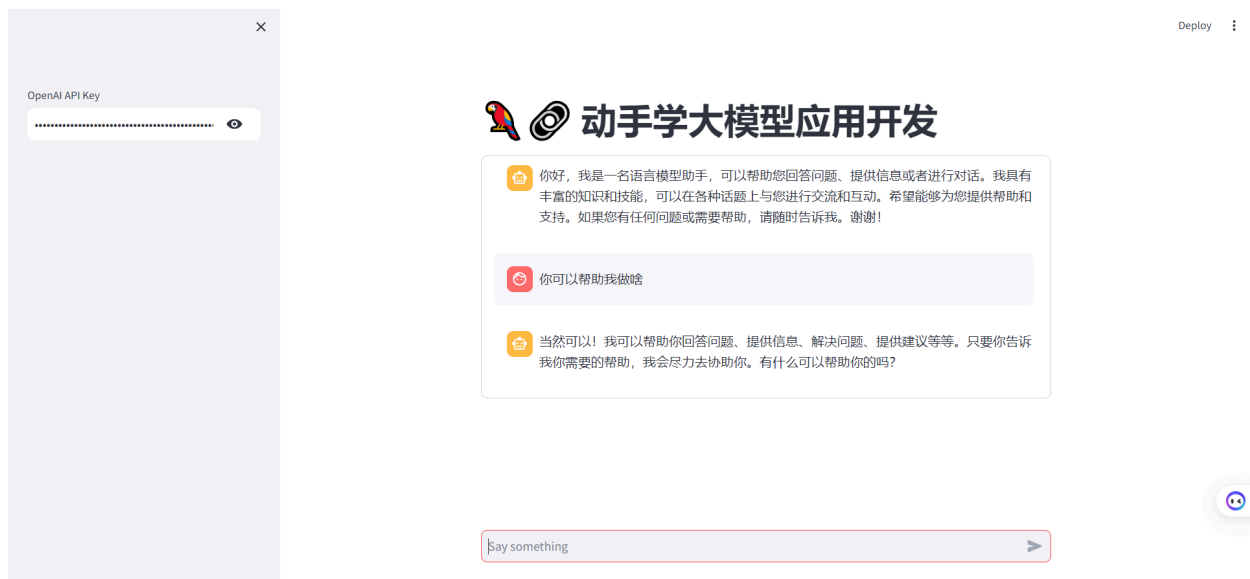 Deploy
OpenAI API Key
动手学大模型应用开发
你好，我是一名语言模型助手，可以帮助您回答问题、提供信息或者进行对话。我具有
丰富的知识和技能，可以在各种话题上与您进行交流和互动。希望能够为您提供帮助和
支持。如果您有任何问题或需要帮助，请随时告诉我。谢谢！
你可以帮助我做啥
当然可以！我可以帮助你回答问题、提供信息、解决问题、提供建议等等。只要你告诉
我你需要的帮助，我会尽力去协助你。有什么可以帮助你的吗？
Say something